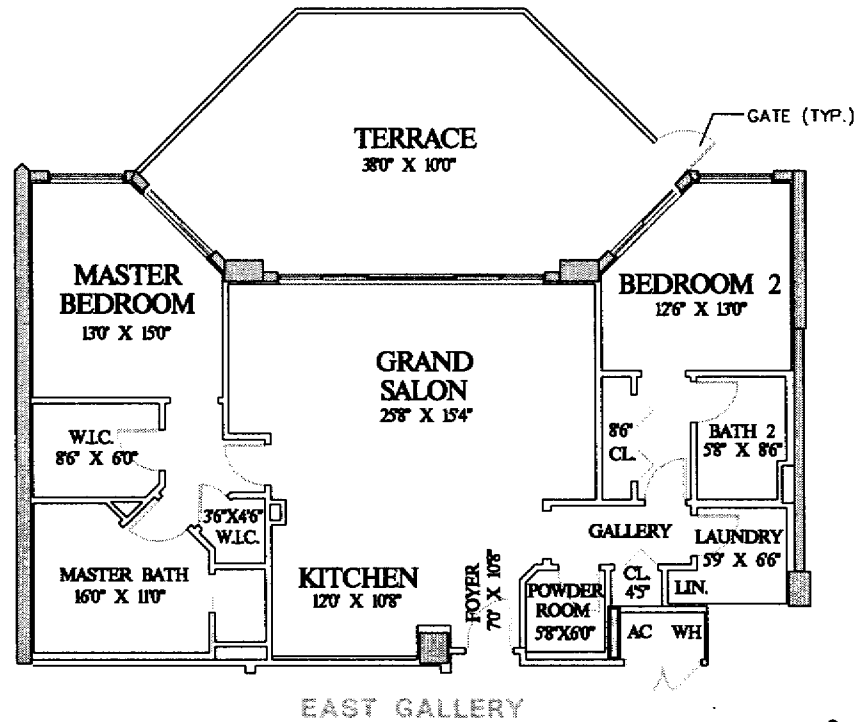 GATE (TYP.)
TERRACE
38'0" X 10'0"
MASTER
BEDROOM
13'0" X 15'0"
BEDROOM 2
12'6" X 13'0"
GRAND
SALON
25'8" X 15'4"
W.I.C.
8'6" X 6'0"
8'6"
CL.
BATH 2
5'8" X 8'6"
3'6"X4'6"
W.I.C.
GALLERY
LAUNDRY
5'9" X 6'6"
MASTER BATH
16'0" X 11'0"
KITCHEN
12'0" X 10'8"
FOYER
7'0" X 10'8"
POWDER
ROOM
5'8"X6'0"
CL.
4'5"
LIN.
AC WH
EAST GALLERY